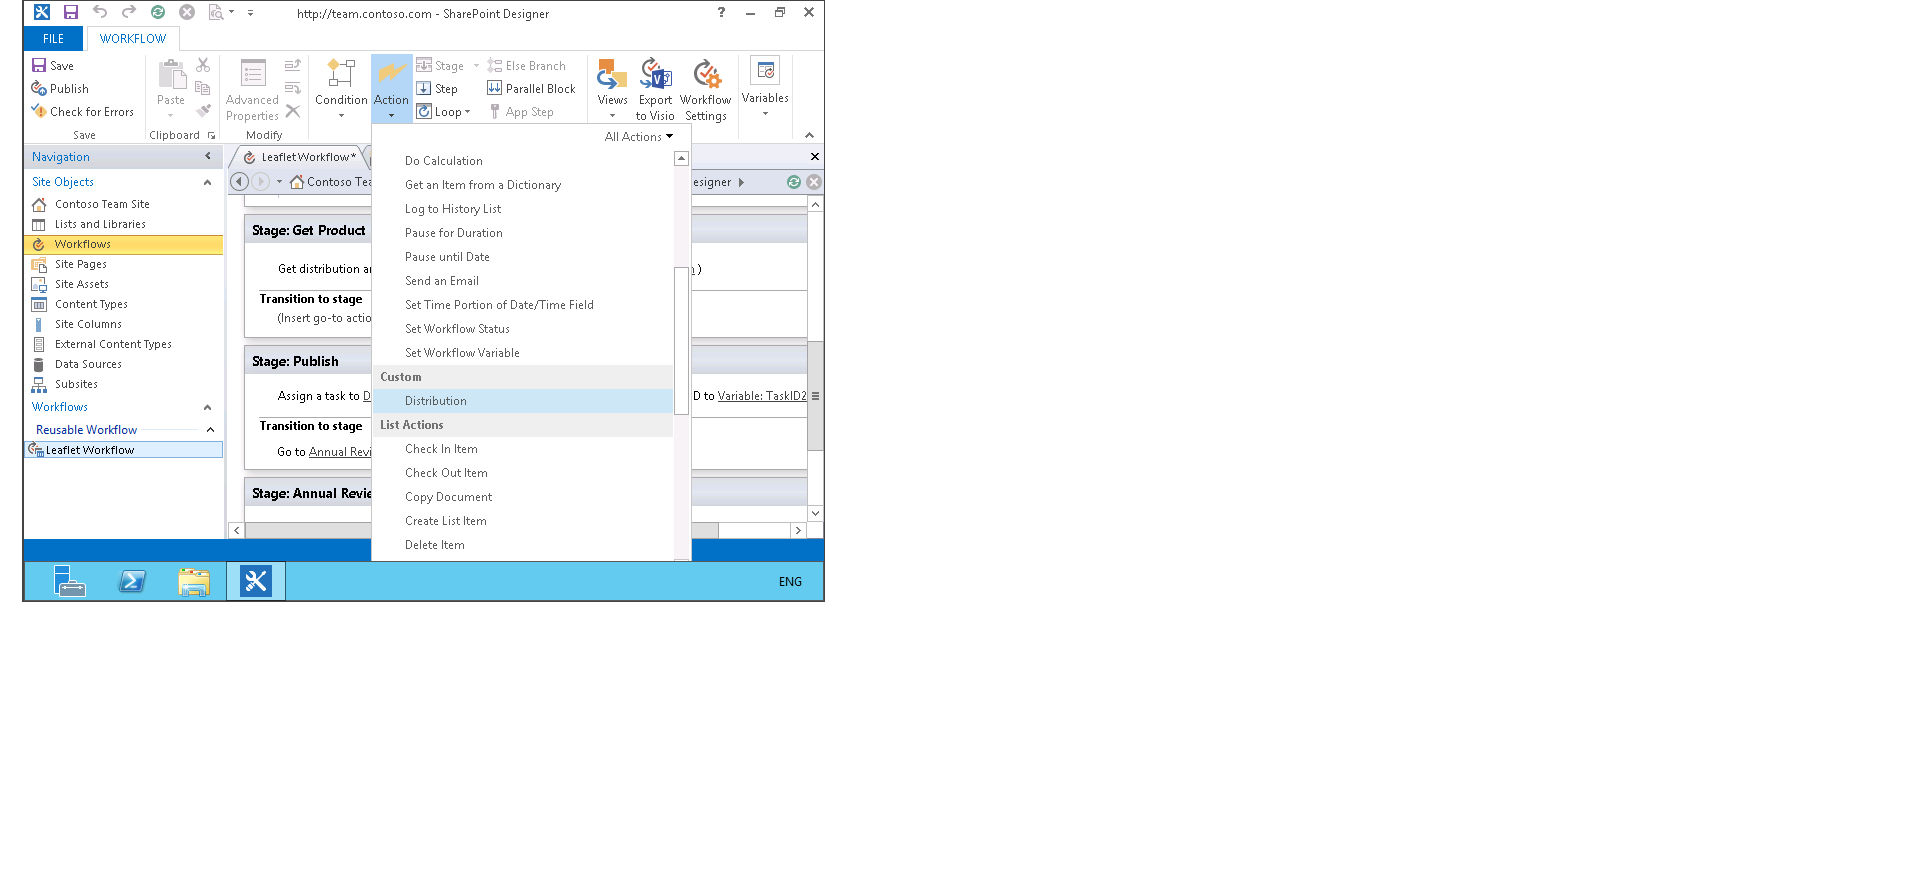 http://team.contoso.com - SharePoint Designer
FILE
WORKFLOW
Save
Publish
Check for Errors
Save
Paste
Clipboard
Advanced Properties
Modify
Condition
Action
Stage
Step
Loop
Else Branch
Parallel Block
App Step
Views
Export to Visio
Workflow Settings
Variables
All Actions
Navigation
Site Objects
Contoso Team Site
Lists and Libraries
Workflows
Site Pages
Site Assets
Content Types
Site Columns
External Content Types
Data Sources
Subsites
Workflows
Reusable Workflow
Leaflet Workflow
Leaflet Workflow*
Contoso Tea
esigner
Stage: Get Product
Get distribution
)
Transition to stage
(Insert go-to actio
Stage: Publish
Assign a task to D
D to Variable: TaskID2
Transition to stage
Go to Annual Revi
Stage: Annual Revie
Do Calculation
Get an Item from a Dictionary
Log to History List
Pause for Duration
Pause until Date
Send an Email
Set Time Portion of Date/Time Field
Set Workflow Status
Set Workflow Variable
Custom
Distribution
List Actions
Check In Item
Check Out Item
Copy Document
Create List Item
Delete Item
ENG